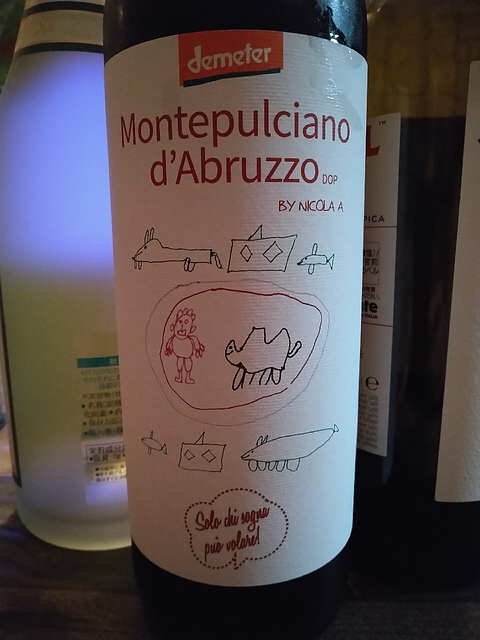 demeter
Montepulciano
d'Abruzzo DOP
BY NICOLA A
Solo chi sogna
può volare!